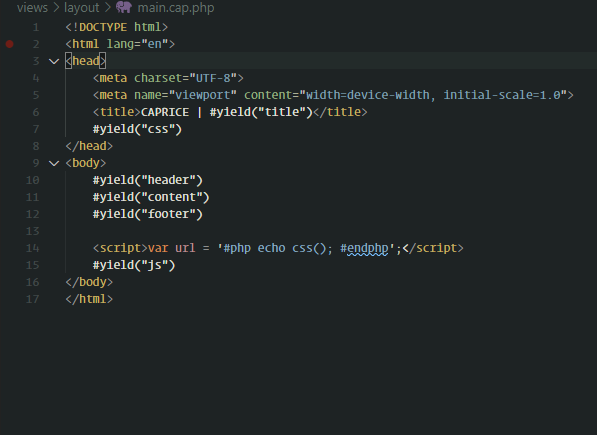 views > layout > main.cap.php
1 <!DOCTYPE html>
2 <html lang="en">
3 <head>
4 <meta charset="UTF-8">
5 <meta name="viewport" content="width=device-width, initial-scale=1.0">
6 <title>CAPRICE | #yield("title")</title>
7 #yield("css")
8 </head>
9 <body>
10 #yield("header")
11 #yield("content")
12 #yield("footer")
13
14 <script>var url = '#php echo css(); #endphp';</script>
15 #yield("js")
16 </body>
17 </html>